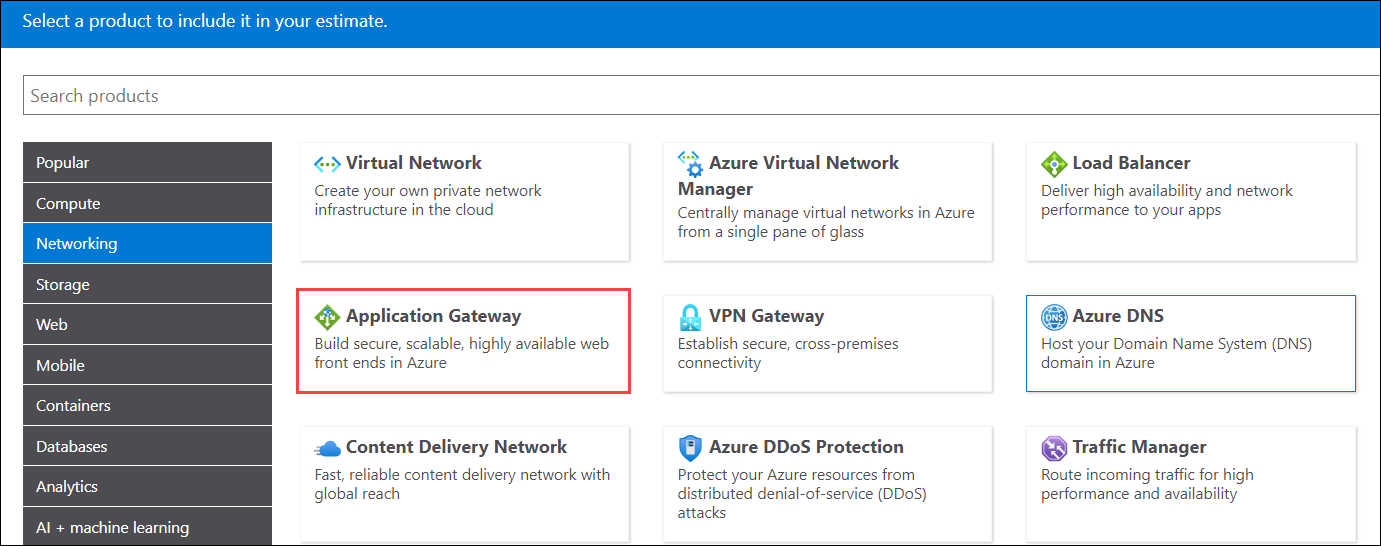 Select a product to include it in your estimate.
Search products
Popular
Compute
Networking
Storage
Web
Mobile
Containers
Databases
Analytics
AI + machine learning
Virtual Network
Create your own private network
infrastructure in the cloud
Azure Virtual Network
Manager
Centrally manage virtual networks in Azure
from a single pane of glass
Load Balancer
Deliver high availability and network
performance to your apps
Application Gateway
Build secure, scalable, highly available web
front ends in Azure
VPN Gateway
Establish secure, cross-premises
connectivity
DNS
Azure DNS
Host your Domain Name System (DNS)
domain in Azure
Content Delivery Network
Fast, reliable content delivery network with
global reach
Azure DDoS Protection
Protect your Azure resources from
distributed denial-of-service (DDoS)
attacks
Traffic Manager
Route incoming traffic for high
performance and availability